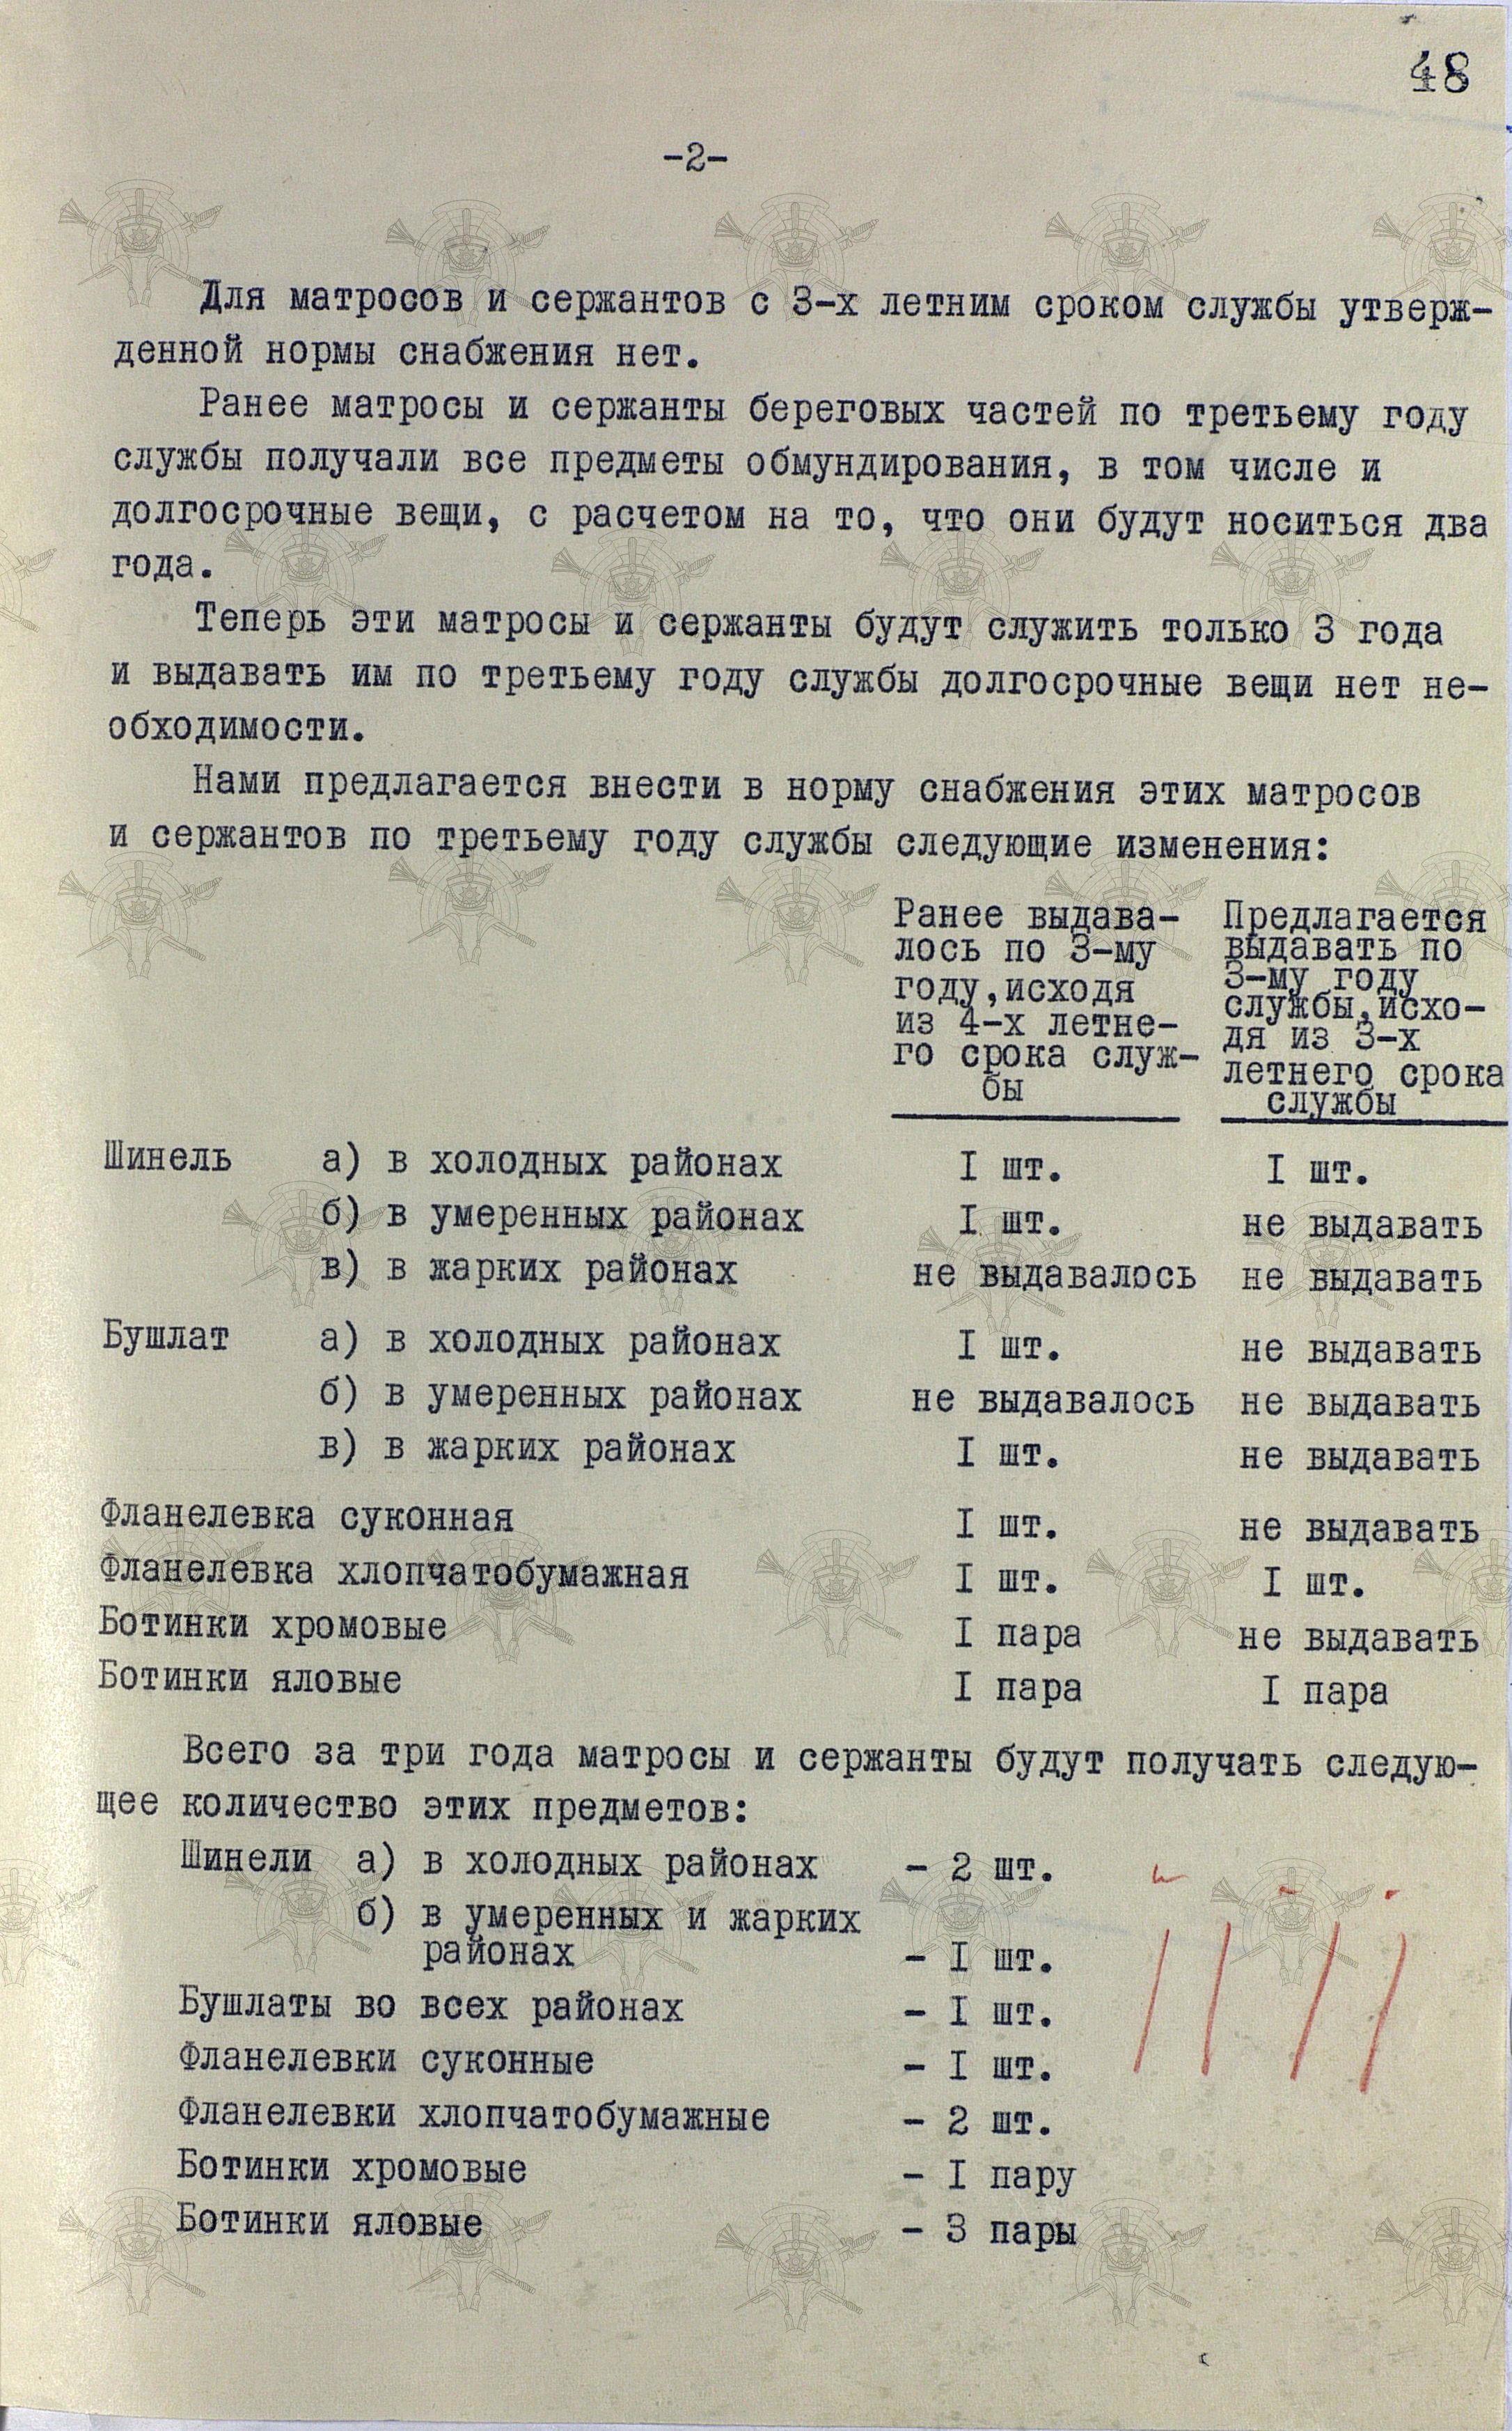 48
-2-
Для матросов и сержантов с 3-х летним сроком службы утверж-
денной нормы снабжения нет.
Ранее матросы и сержанты береговых частей по третьему году
службы получали все предметы обмундирования, в том числе и
долгосрочные вещи, с расчетом на то, что они будут носиться два
года.
Теперь эти матросы и сержанты будут служить только 3 года
и выдавать им по третьему году службы долгосрочные вещи нет не-
обходимости.
Нами предлагается внести в норму снабжения этих матросов
и сержантов по третьему году службы следующие изменения:
Ранее выдава-
лось по 3-му
году,исходя
из 4-х летне-
го срока служ-
бы
Предлагается
выдавать по
3-му году
службы,исхо-
дя из 3-х
летнего срока
службы
Шинель а) в холодных районах I шт. I шт.
б) в умеренных районах I шт. не выдавать
в) в жарких районах не выдавалось не выдавать
Бушлат а) в холодных районах I шт. не выдавать
б) в умеренных районах не выдавалось не выдавать
в) в жарких районах I шт. не выдавать
Фланелевка суконная I шт. не выдавать
Фланелевка хлопчатобумажная I шт. I шт.
Ботинки хромовые I пара не выдавать
Ботинки яловые I пара I пара
Всего за три года матросы и сержанты будут получать следую-
щее количество этих предметов:
Шинели а) в холодных районах - 2 шт.
б) в умеренных и жарких
районах - I шт.
Бушлаты во всех районах - I шт.
Фланелевки суконные - I шт.
Фланелевки хлопчатобумажные - 2 шт.
Ботинки хромовые - I пару
Ботинки яловые - 3 пары